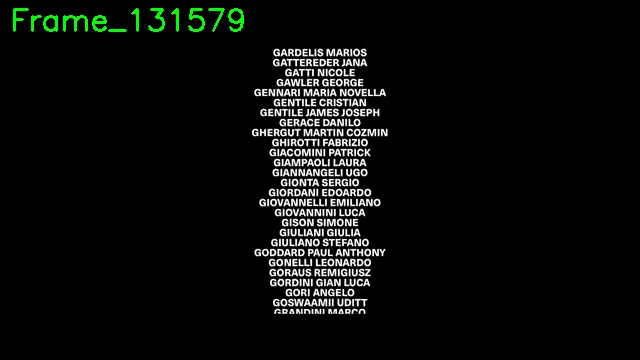 Frame_131579
GARDELIS MARIOS
GATTEREDER JANA
GATTI NICOLE
GAWLER GEORGE
GENNARI MARIA NOVELLA
GENTILE CRISTIAN
GENTILE JAMES JOSEPH
GERACE DANILO
GHERGUT MARTIN COZMIN
GHIROTTI FABRIZIO
GIACOMINI PATRICK
GIAMPAOLI LAURA
GIANNANGELI UGO
GIONTA SERGIO
GIORDANI EDOARDO
GIOVANNELLI EMILIANO
GIOVANNINI LUCA
GISON SIMONE
GIULIANI GIULIA
GIULIANO STEFANO
GODDARD PAUL ANTHONY
GONELLI LEONARDO
GORAUS REMIGIUSZ
GORDINI GIAN LUCA
GORI ANGELO
GOSWAAMII UDITT
GRANDINI MARCO